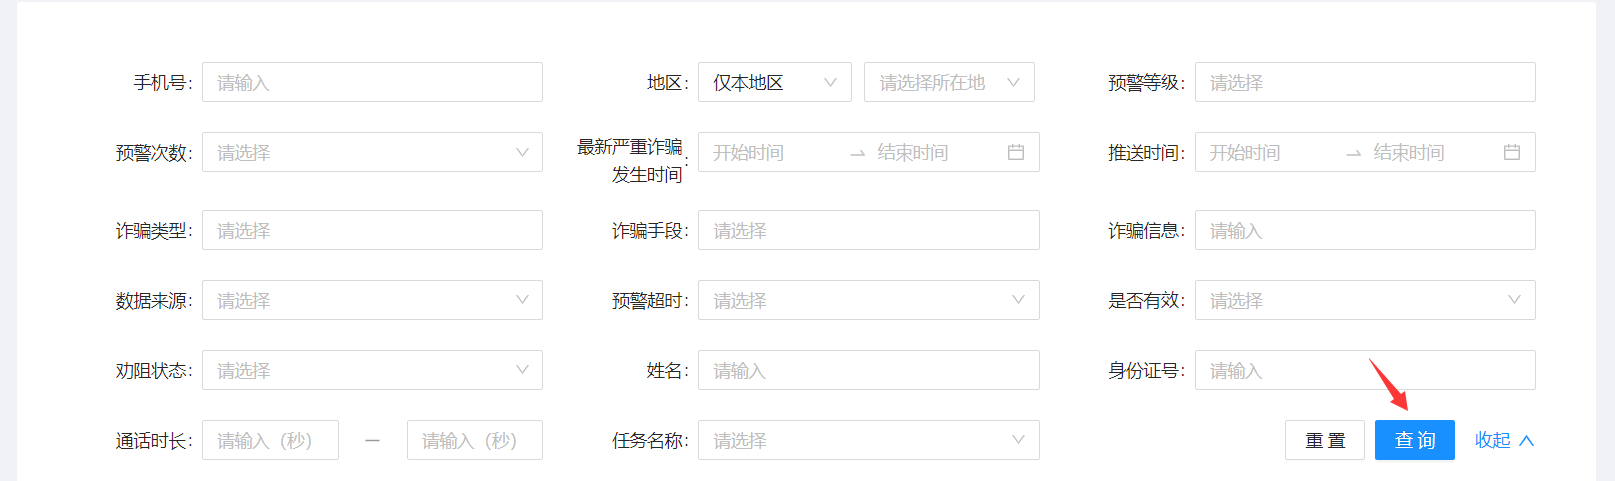 手机号: 请输入 地区: 仅本地区 请选择所在地 预警等级: 请选择
预警次数: 请选择 最新严重诈骗发生时间: 开始时间 结束时间 推送时间: 开始时间 结束时间
诈骗类型: 请选择 诈骗手段: 请选择 诈骗信息: 请输入
数据来源: 请选择 预警超时: 请选择 是否有效: 请选择
劝阻状态: 请选择 姓名: 请输入 身份证号: 请输入
通话时长: 请输入（秒） — 请输入（秒） 任务名称: 请选择 重 置 查 询 收起